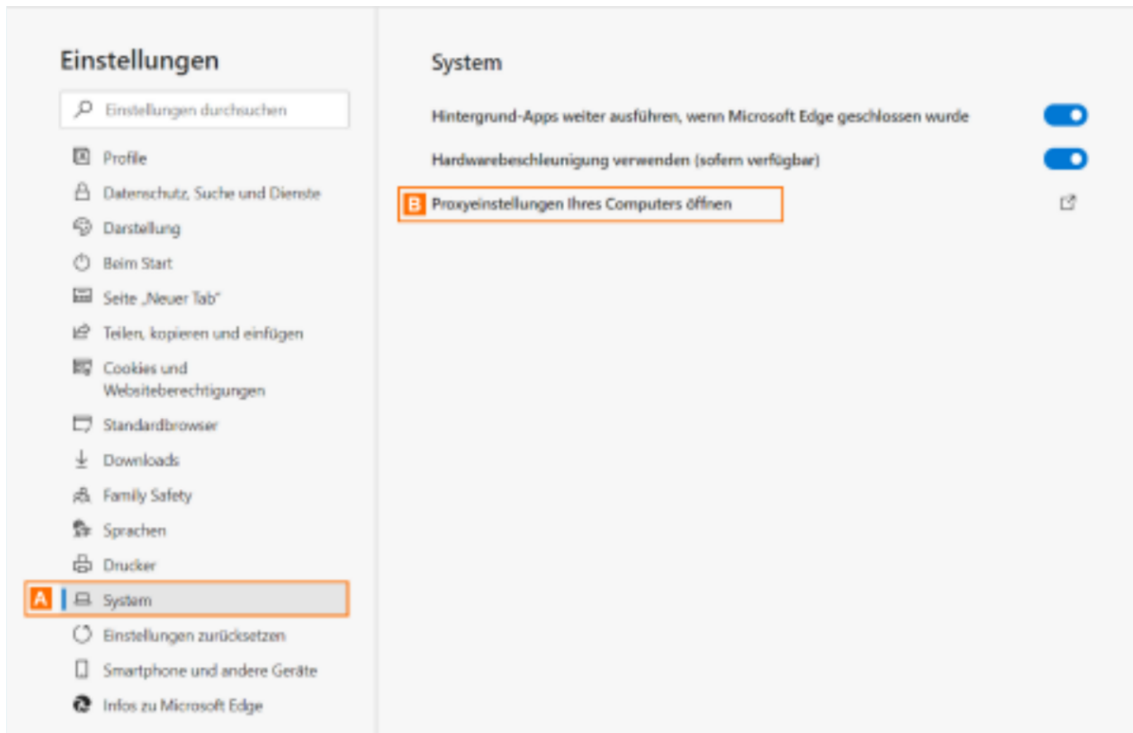 Einstellungen
Einstellungen durchsuchen
Profile
Datenschutz, Suche und Dienste
Darstellung
Beim Start
Seite „Neuer Tab"
Teilen, kopieren und einfügen
Cookies und
Websiteberechtigungen
Standardbrowser
Downloads
Family Safety
Sprachen
Drucker
A System
Einstellungen zurücksetzen
Smartphone und andere Geräte
Infos zu Microsoft Edge
System
Hintergrund-Apps weiter ausführen, wenn Microsoft Edge geschlossen wurde
Hardwarebeschleunigung verwenden (sofern verfügbar)
B Proxyeinstellungen Ihres Computers öffnen